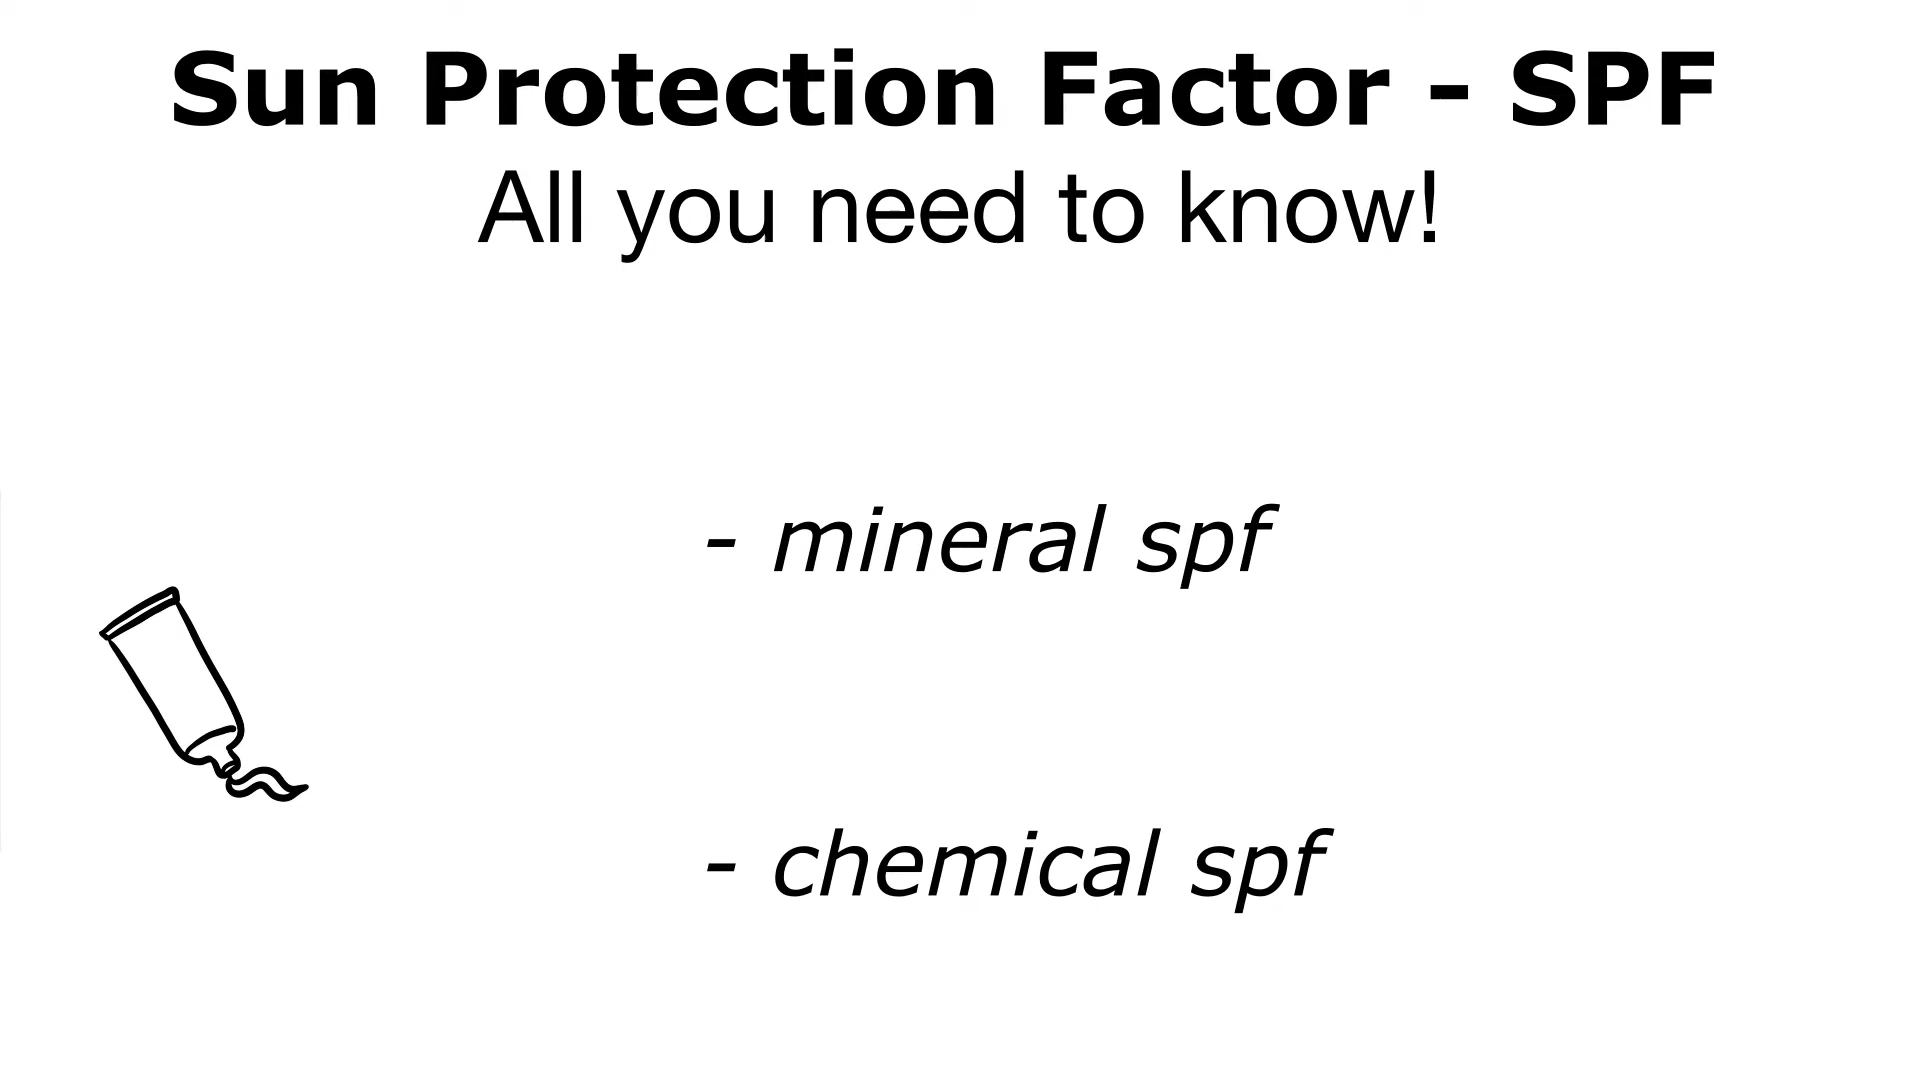 Sun Protection Factor - SPF
All you need to know!
- mineral spf
- chemical spf